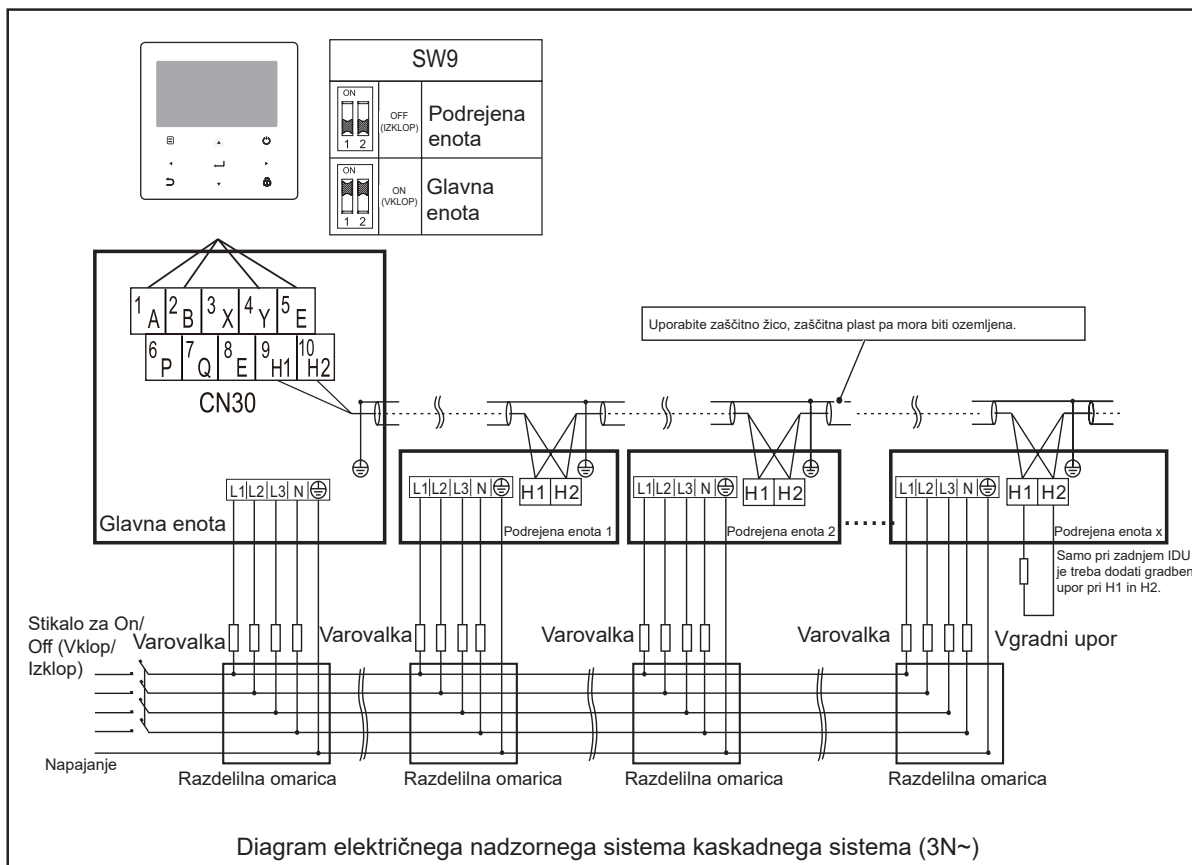 SW9
ON
1 2
OFF
(IZKLOP)
Podrejena
enota
ON
1 2
ON
(VKLOP)
Glavna
enota
1 A 2 B 3 X 4 Y 5 E
6 P 7 Q 8 E 9 H1 10 H2
CN30
Uporabite zaščitno žico, zaščitna plast pa mora biti ozemljena.
L1 L2 L3 N
Glavna enota
L1 L2 L3 N
H1 H2
Podrejena enota 1
L1 L2 L3 N
H1 H2
Podrejena enota 2
L1 L2 L3 N
H1 H2
Podrejena enota x
Samo pri zadnjem IDU
je treba dodati gradben
upor pri H1 in H2.
Stikalo za On/
Off (Vklop/
Izklop)
Varovalka
Varovalka
Varovalka
Varovalka
Vgradni upor
Napajanje
Razdelilna omarica
Razdelilna omarica
Razdelilna omarica
Razdelilna omarica
Diagram električnega nadzornega sistema kaskadnega sistema (3N~)